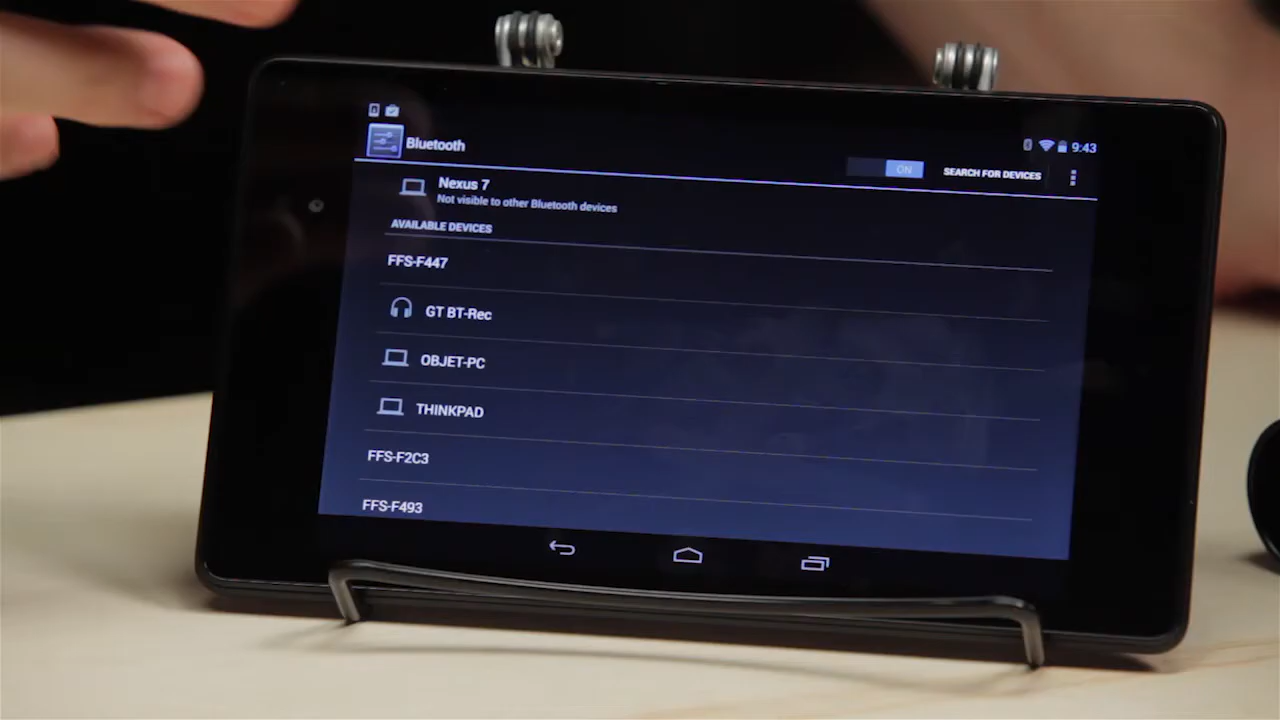 9:43
Bluetooth
ON
SEARCH FOR DEVICES
Nexus 7
Not visible to other Bluetooth devices
AVAILABLE DEVICES
FFS-F447
GT BT-Rec
OBJET-PC
THINKPAD
FFS-F2C3
FFS-F493